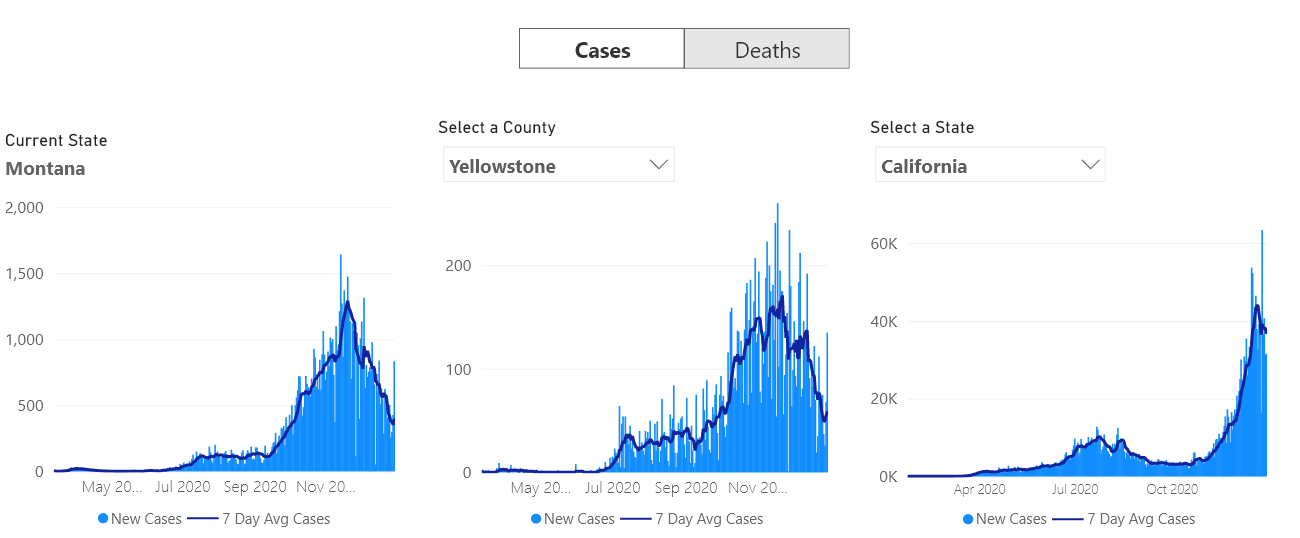 Cases Deaths
Current State
Montana
2,000
1,500
1,000
500
0
May 20... Jul 2020 Sep 2020 Nov 20...
New Cases 7 Day Avg Cases
Select a County
Yellowstone
200
100
0
May 20... Jul 2020 Sep 2020 Nov 20...
New Cases 7 Day Avg Cases
Select a State
California
60K
40K
20K
0K
Apr 2020 Jul 2020 Oct 2020
New Cases 7 Day Avg Cases